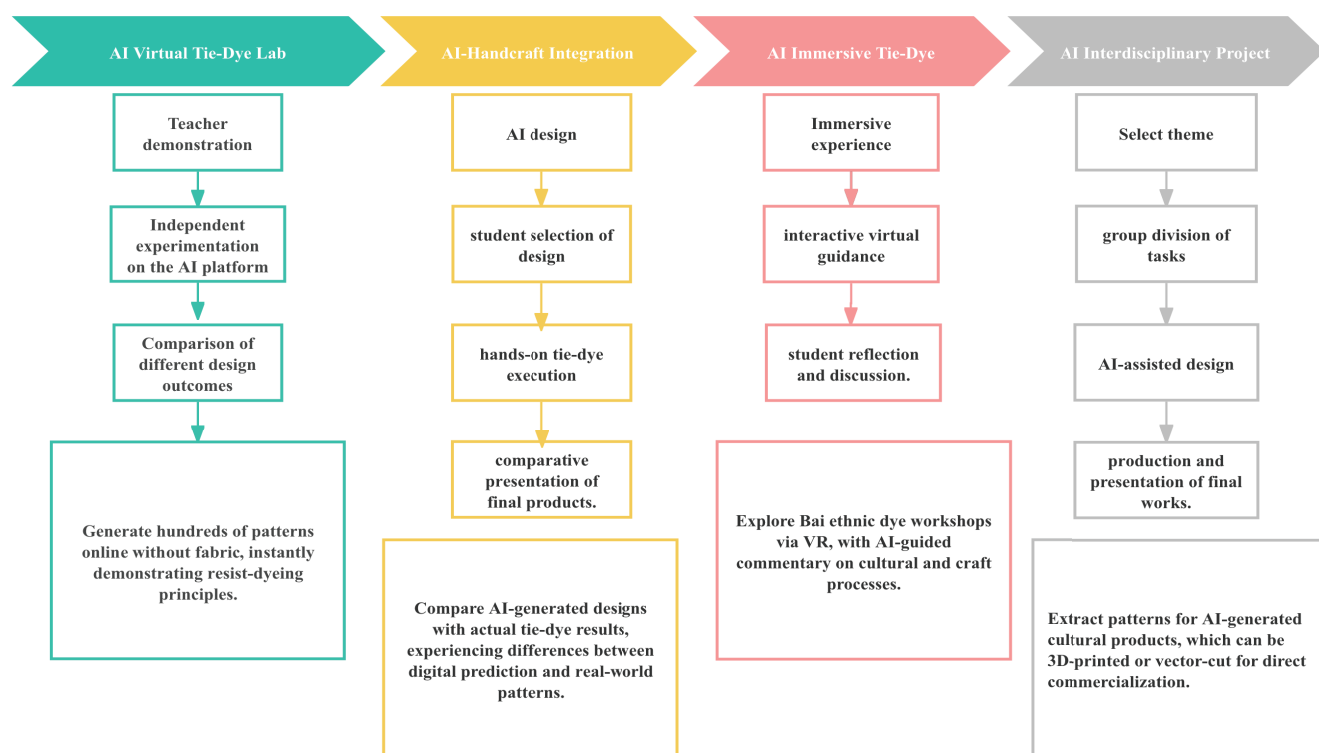 AI Virtual Tie-Dye Lab
AI-Handcraft Integration
AI Immersive Tie-Dye
AI Interdisciplinary Project
Teacher
demonstration
Independent
experimentation
on the AI platform
Comparison of
different design
outcomes
Generate hundreds of patterns
online without fabric, instantly
demonstrating resist-dyeing
principles.
AI design
student selection of
design
hands-on tie-dye
execution
comparative
presentation of
final products.
Compare AI-generated designs
with actual tie-dye results,
experiencing differences between
digital prediction and real-world
patterns.
Immersive
experience
interactive virtual
guidance
student reflection
and discussion.
Explore Bai ethnic dye workshops
via VR, with AI-guided
commentary on cultural and craft
processes.
Select theme
group division of
tasks
AI-assisted design
production and
presentation of final
works.
Extract patterns for AI-generated
cultural products, which can be
3D-printed or vector-cut for direct
commercialization.